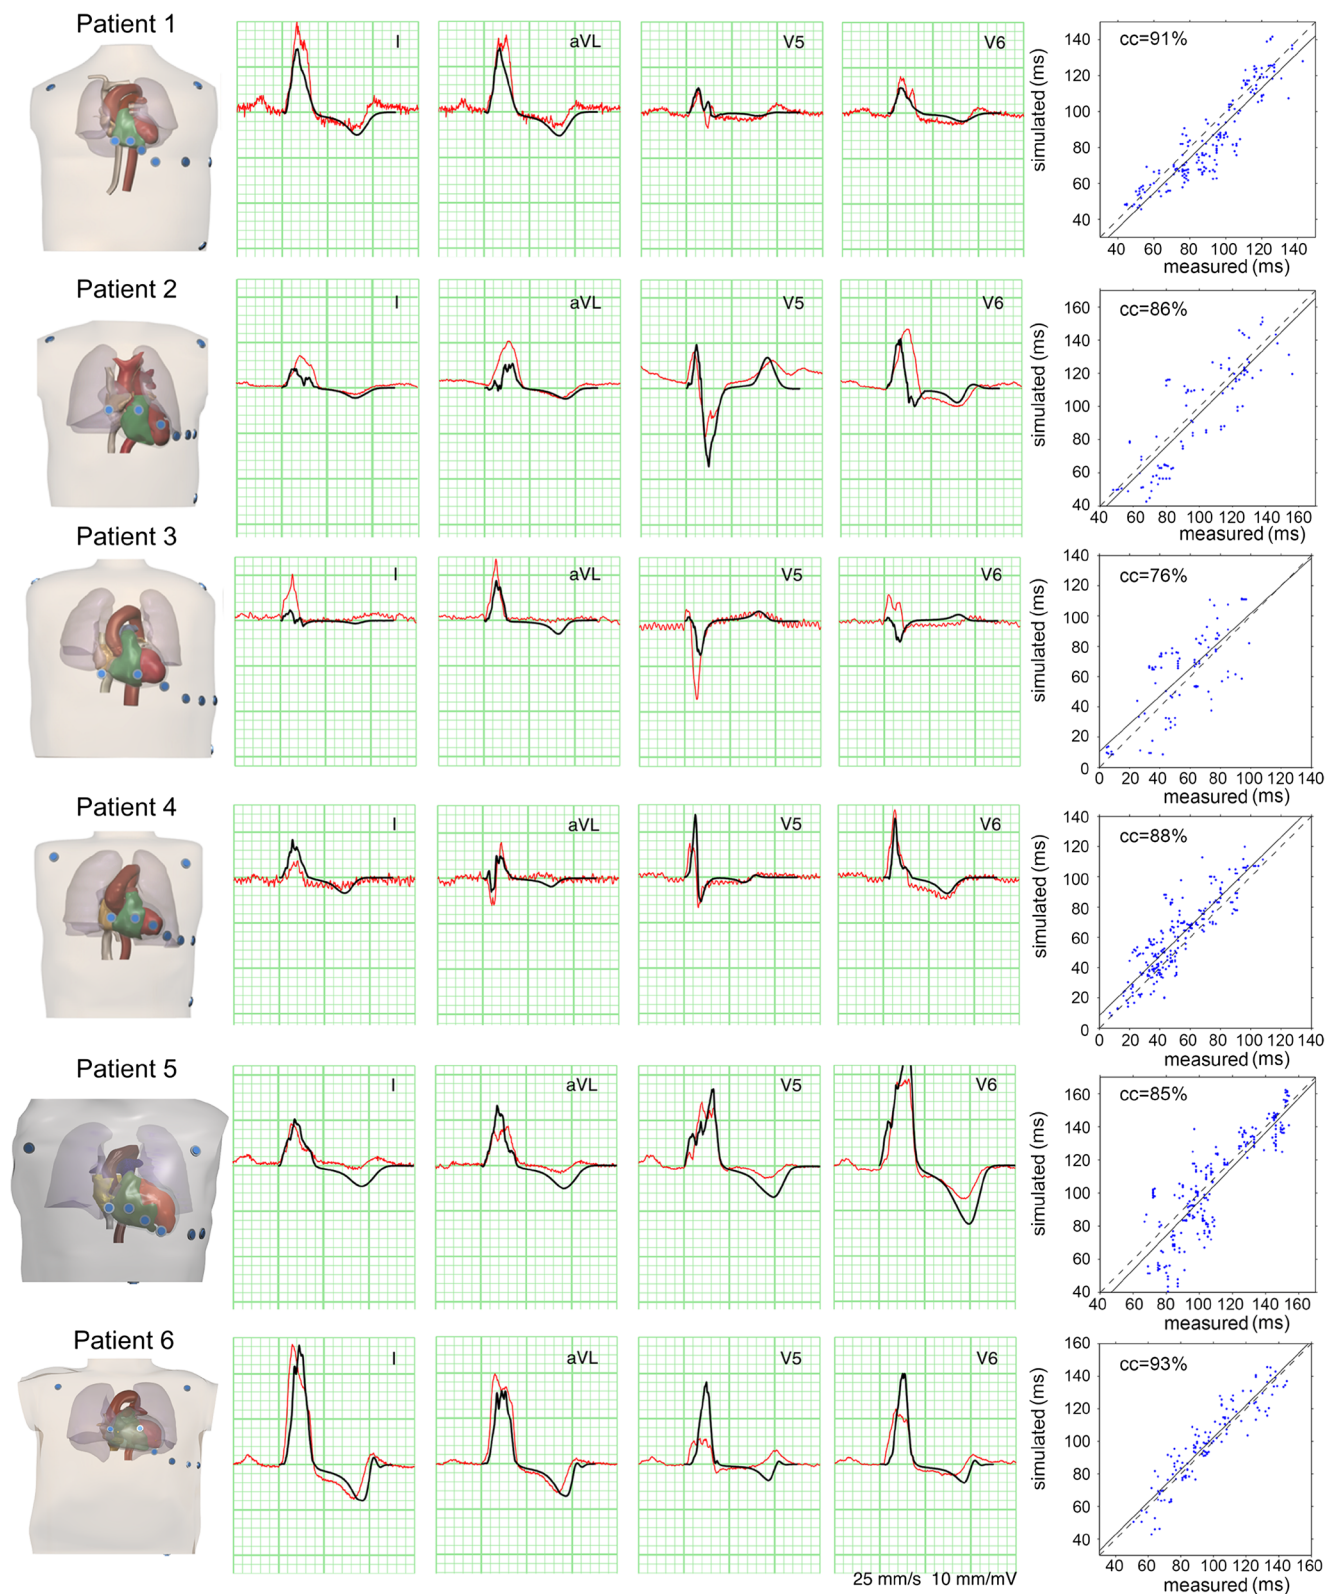 Patient 1
I
aVL
V5
V6
cc=91%
simulated (ms)
140
120
100
80
60
40
40 60 80 100 120 140
measured (ms)
Patient 2
I
aVL
V5
V6
cc=86%
simulated (ms)
160
140
120
100
80
60
40
40 60 80 100 120 140 160
measured (ms)
Patient 3
I
aVL
V5
V6
cc=76%
simulated (ms)
140
120
100
80
60
40
20
0
0 20 40 60 80 100 120 140
measured (ms)
Patient 4
I
aVL
V5
V6
cc=88%
simulated (ms)
140
120
100
80
60
40
20
0
0 20 40 60 80 100 120 140
measured (ms)
Patient 5
I
aVL
V5
V6
cc=85%
simulated (ms)
160
140
120
100
80
60
40
40 60 80 100 120 140 160
measured (ms)
Patient 6
I
aVL
V5
V6
cc=93%
simulated (ms)
160
140
120
100
80
60
40
40 60 80 100 120 140 160
measured (ms)
25 mm/s 10 mm/mV